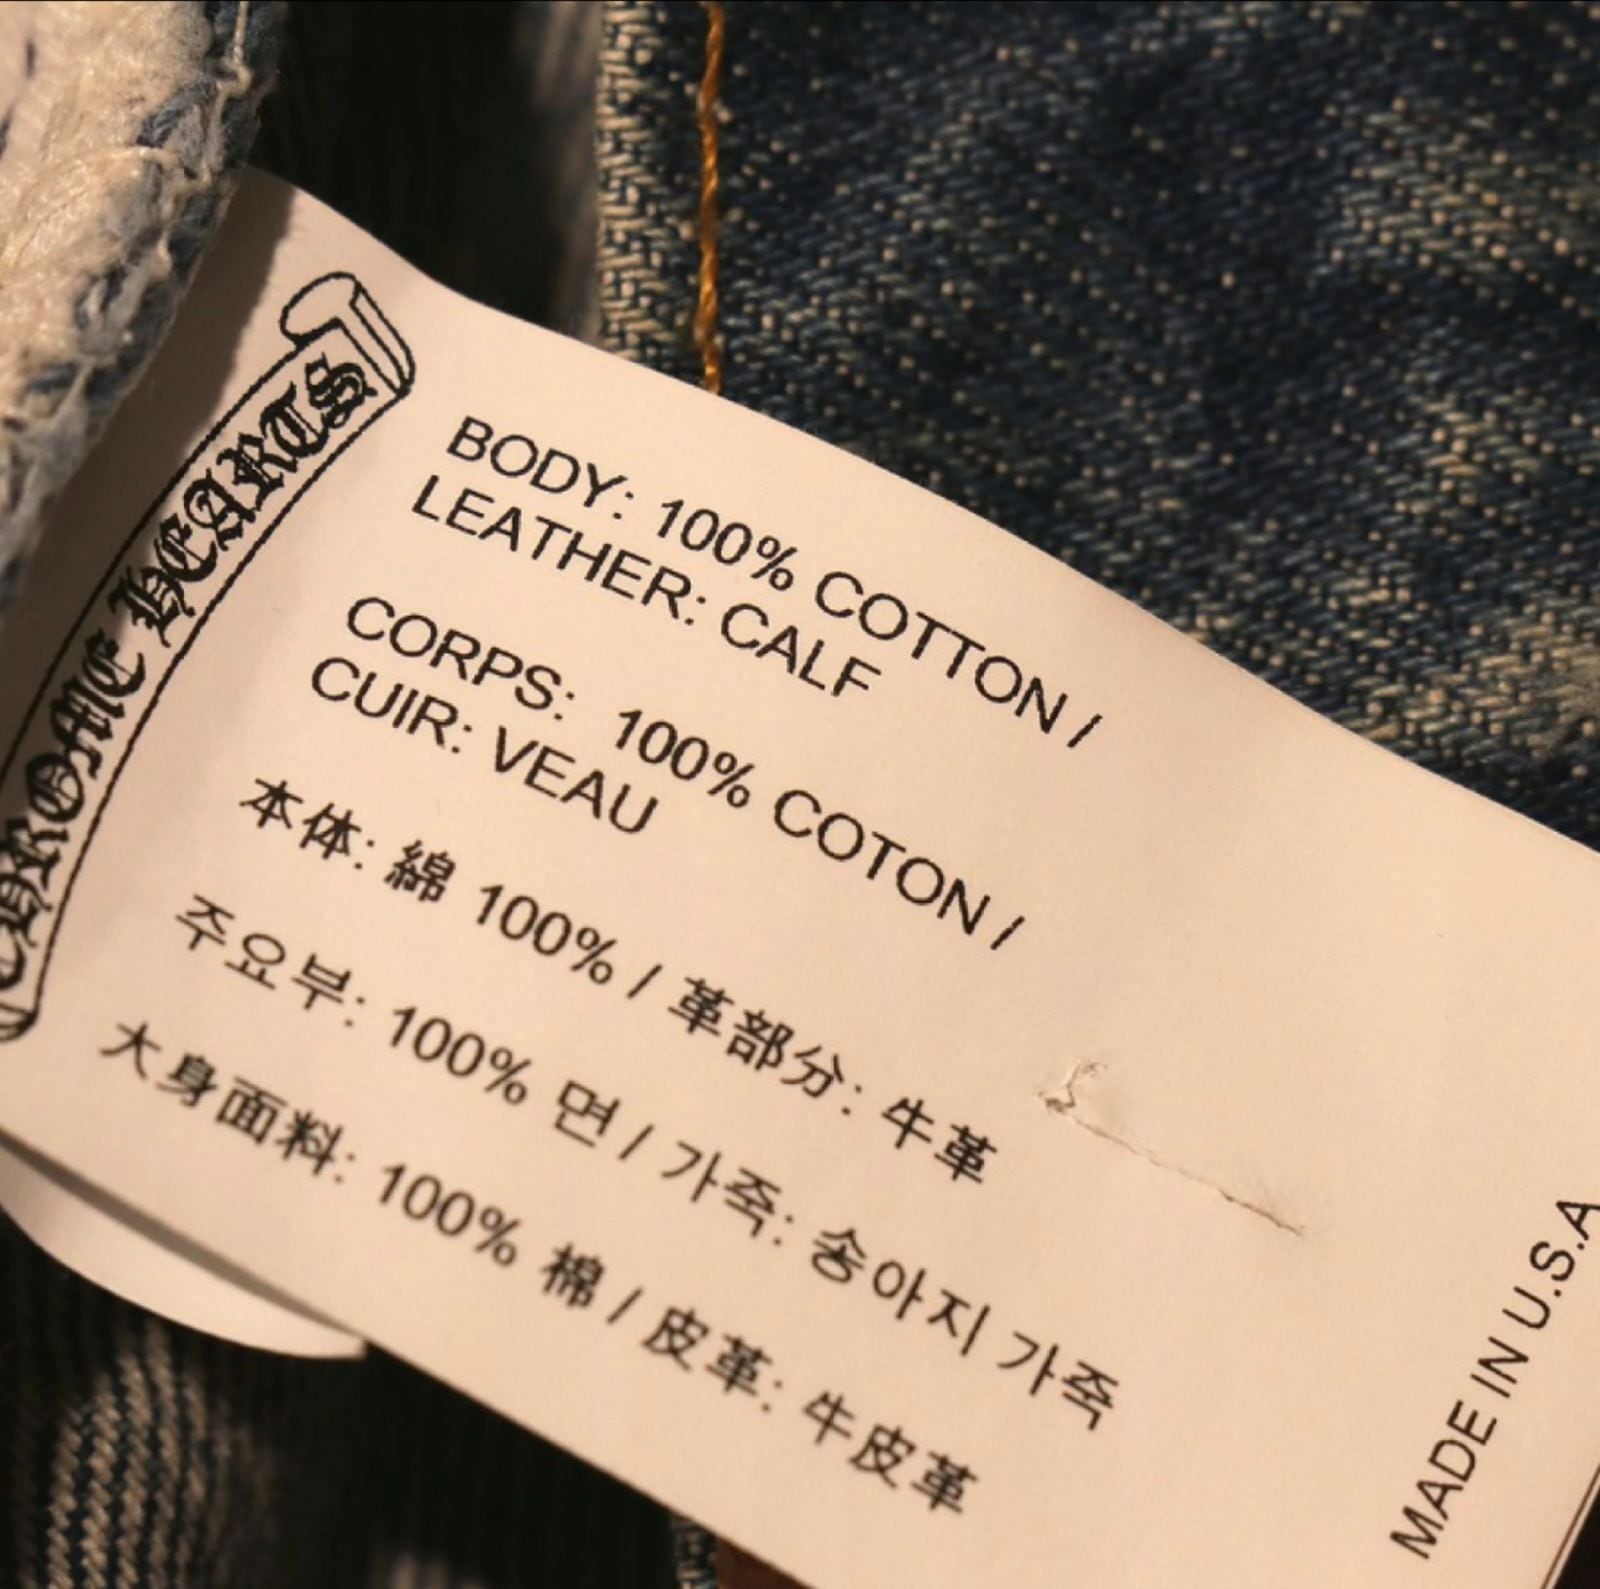 CHROME HEARTS
BODY: 100% COTTON /
LEATHER: CALF
CORPS: 100% COTON /
CUIR: VEAU
本体: 綿 100% / 革部分: 牛革
주요부: 100% 면 / 가죽: 송아지 가죽
大身面料: 100% 棉 / 皮革: 牛皮革
MADE IN U.S.A